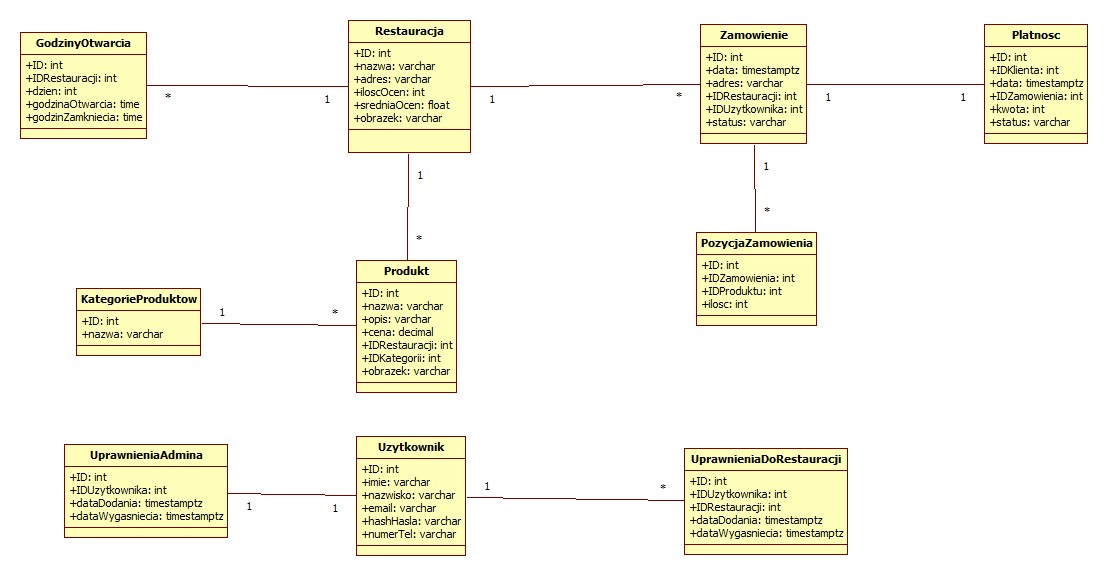 GodzinyOtwarcia
+ID: int
+IDRestauracji: int
+dzien: int
+godzinaOtwarcia: time
+godzinZamkniecia: time
*
1
Restauracja
+ID: int
+nazwa: varchar
+adres: varchar
+iloscOcen: int
+sredniaOcen: float
+obrazek: varchar
1
*
Zamowienie
+ID: int
+data: timestamptz
+adres: varchar
+IDRestauracji: int
+IDUzytkownika: int
+status: varchar
1
1
Platnosc
+ID: int
+IDKlienta: int
+data: timestamptz
+IDZamowienia: int
+kwota: int
+status: varchar
1
*
1
*
PozycjaZamowienia
+ID: int
+IDZamowienia: int
+IDProduktu: int
+ilosc: int
KategorieProduktow
+ID: int
+nazwa: varchar
1
*
Produkt
+ID: int
+nazwa: varchar
+opis: varchar
+cena: decimal
+IDRestauracji: int
+IDKategorii: int
+obrazek: varchar
UprawnieniaAdmina
+ID: int
+IDUzytkownika: int
+dataDodania: timestamptz
+dataWygasniecia: timestamptz
1
1
Uzytkownik
+ID: int
+imie: varchar
+nazwisko: varchar
+email: varchar
+hashHasla: varchar
+numerTel: varchar
1
*
UprawnieniaDoRestauracji
+ID: int
+IDUzytkownika: int
+IDRestauracji: int
+dataDodania: timestamptz
+dataWygasniecia: timestamptz